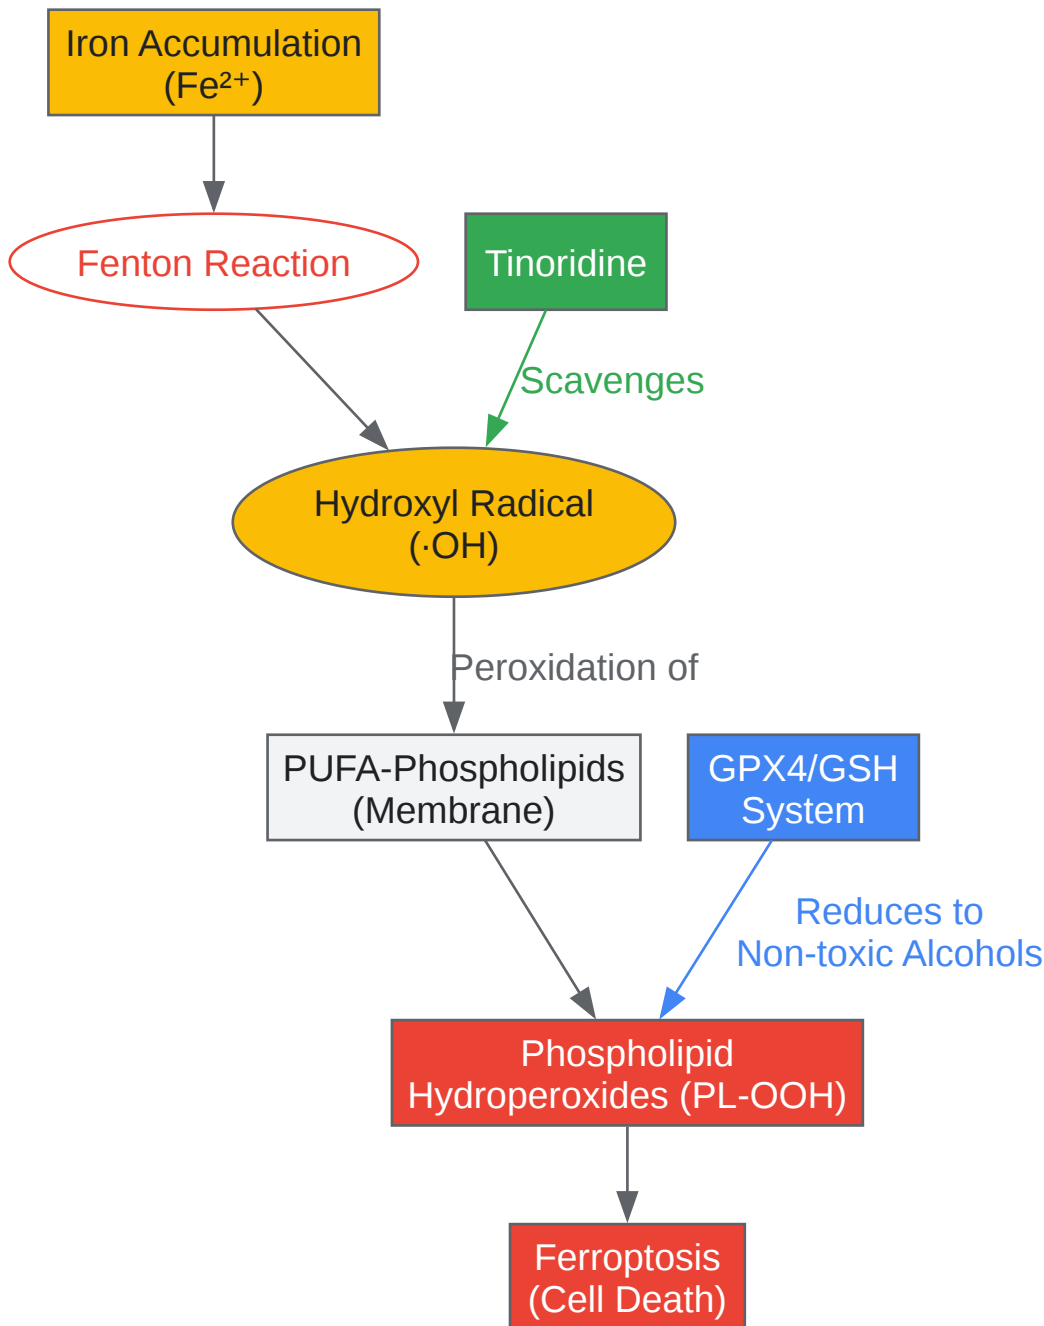 Iron Accumulation
(Fe²⁺)
Fenton Reaction
Tinoridine
Scavenges
Hydroxyl Radical
(·OH)
Peroxidation of
PUFA-Phospholipids
(Membrane)
GPX4/GSH
System
Reduces to
Non-toxic Alcohols
Phospholipid
Hydroperoxides (PL-OOH)
Ferroptosis
(Cell Death)